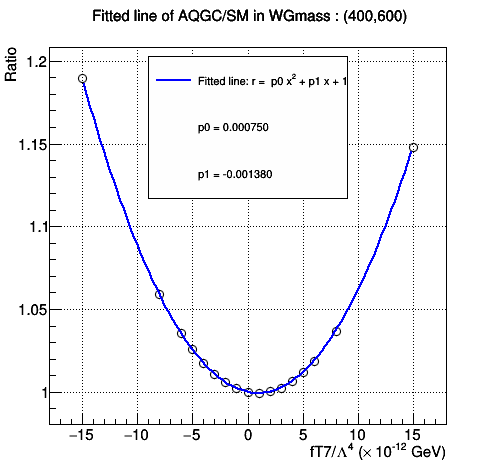 Fitted line of AQGC/SM in WGmass : (400,600)
Ratio
1.2
1.15
1.1
1.05
1
Fitted line: r = p0 x² + p1 x + 1
p0 = 0.000750
p1 = -0.001380
−15 −10 −5 0 5 10 15
fT7/Λ⁴ (× 10⁻¹² GeV)